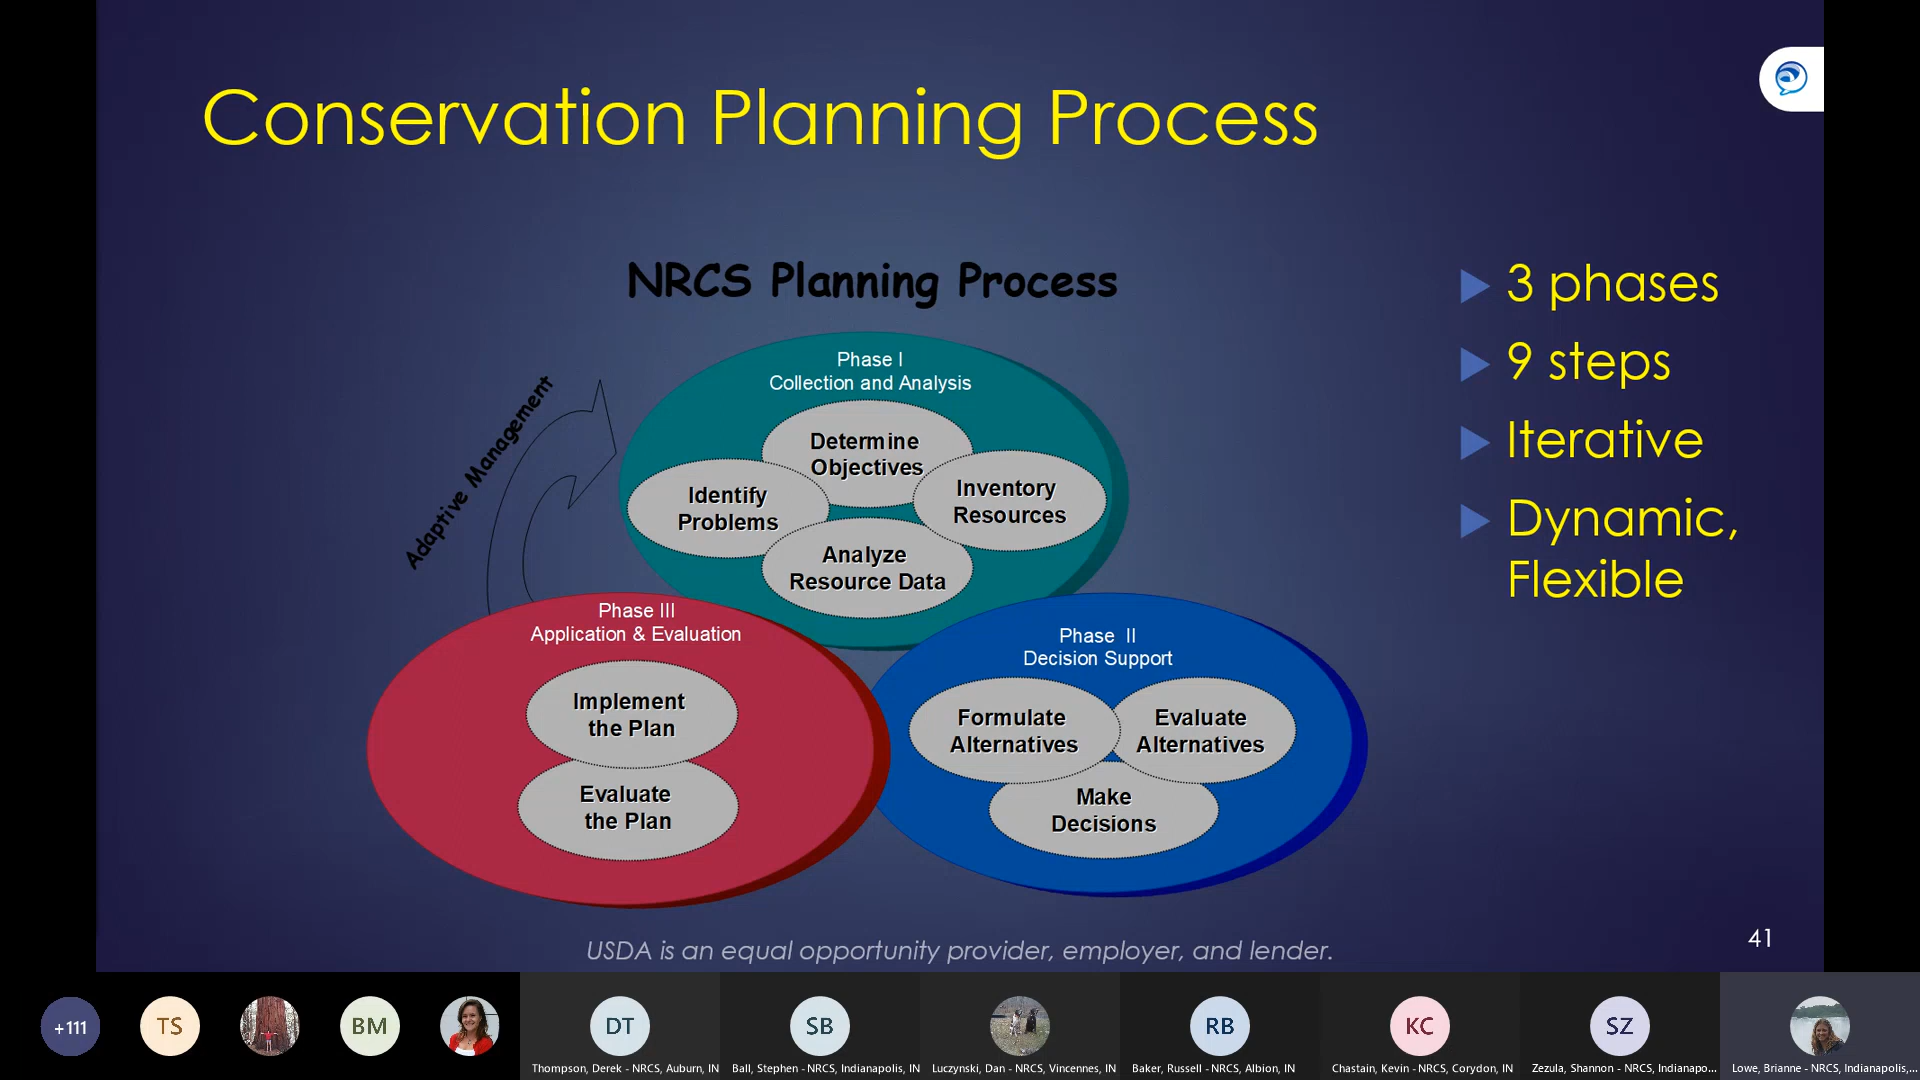 Conservation Planning Process
NRCS Planning Process
Adaptive Management
Phase I
Collection and Analysis
Determine
Objectives
Identify
Problems
Inventory
Resources
Analyze
Resource Data
Phase III
Application & Evaluation
Implement
the Plan
Evaluate
the Plan
Phase II
Decision Support
Formulate
Alternatives
Evaluate
Alternatives
Make
Decisions
3 phases
9 steps
Iterative
Dynamic,
Flexible
USDA is an equal opportunity provider, employer, and lender.
41
+111
TS
BM
DT
SB
RB
KC
SZ
Thompson, Derek - NRCS, Auburn, IN
Ball, Stephen - NRCS, Indianapolis, IN
Luczynski, Dan - NRCS, Vincennes, IN
Baker, Russell - NRCS, Albion, IN
Chastain, Kevin - NRCS, Corydon, IN
Zezula, Shannon - NRCS, Indianapo...
Lowe, Brianne - NRCS, Indianapolis,...